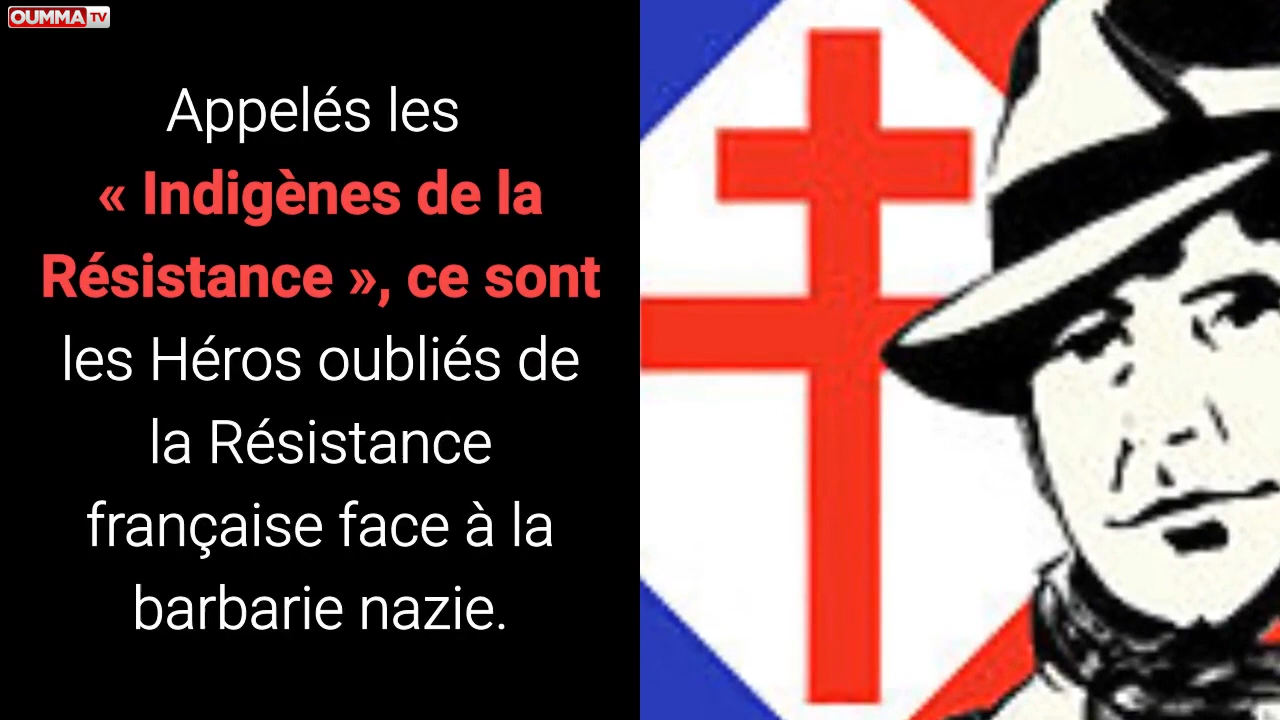 OUMMA TV
Appelés les
« Indigènes de la
Résistance », ce sont
les Héros oubliés de
la Résistance
française face à la
barbarie nazie.